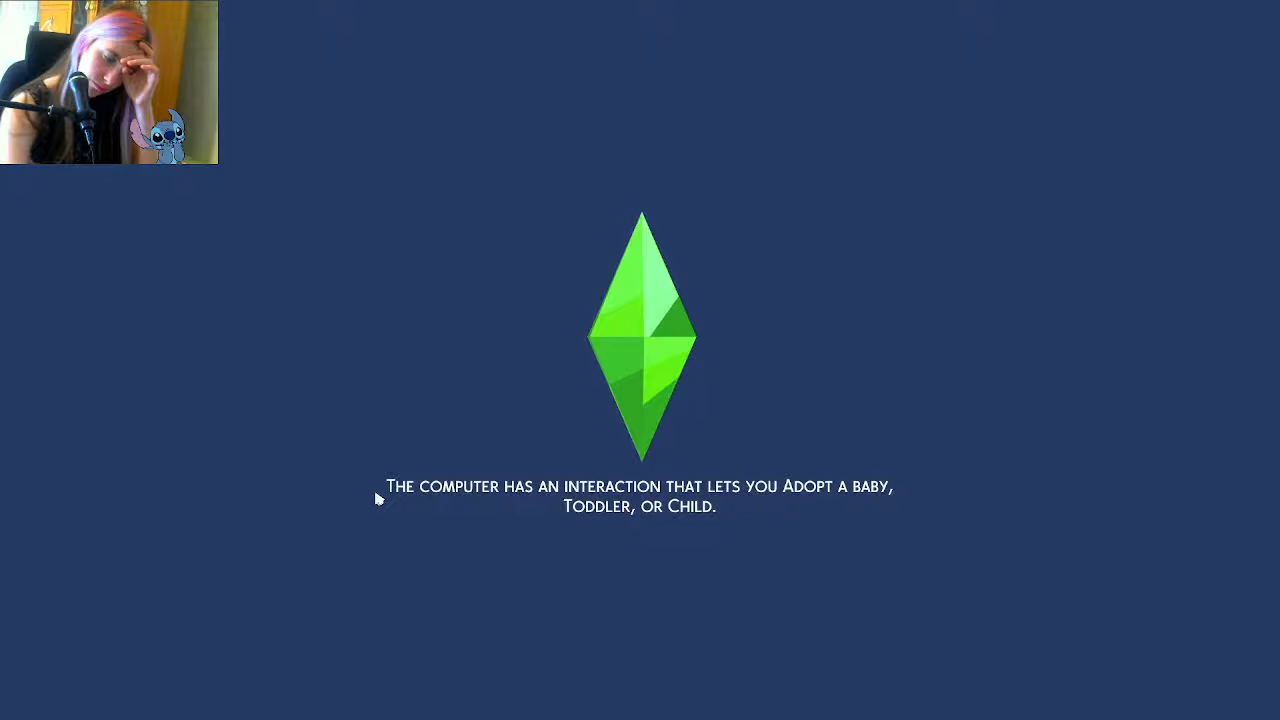 The computer has an interaction that lets you Adopt a baby,
Toddler, or Child.